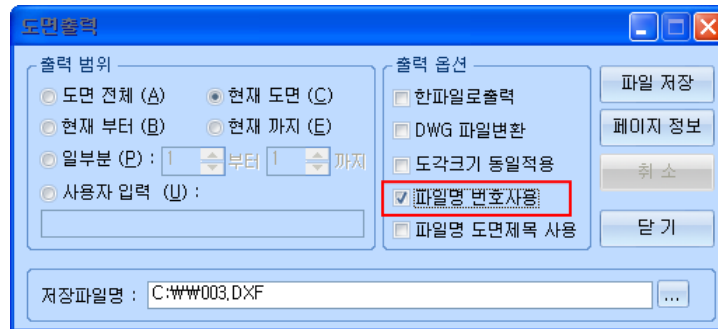 도면출력
출력 범위
도면 전체 (A) 현재 도면 (C)
현재 부터 (B) 현재 까지 (E)
일부분 (P) : 1 부터 1 까지
사용자 입력 (U) :
출력 옵션
한파일로출력
DWG 파일변환
도각크기 동일적용
파일명 번호사용
파일명 도면제목 사용
파일 저장
페이지 정보
취 소
닫 기
저장파일명 : C:₩₩003.DXF
...